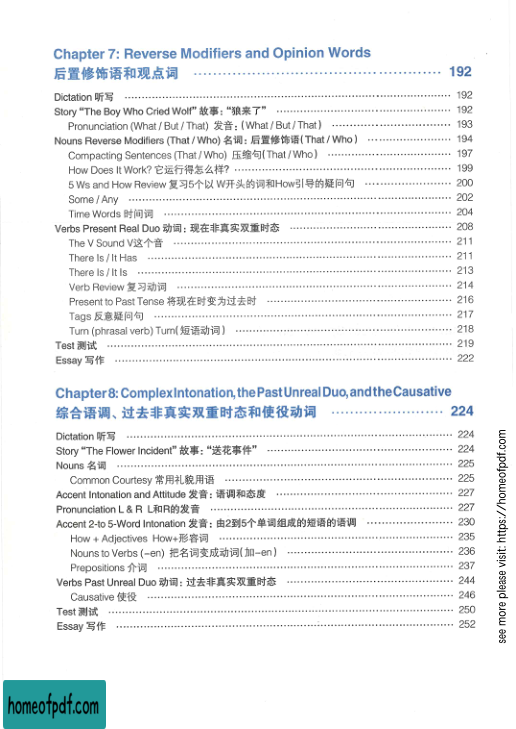 Chapter 7: Reverse Modifiers and Opinion Words
后置修饰语和观点词 192
Dictation 听写 192
Story "The Boy Who Cried Wolf" 故事：“狼来了” 192
Pronunciation (What / But / That) 发音：(What / But / That) 193
Nouns Reverse Modifiers (That / Who) 名词：后置修饰语(That / Who) 194
Compacting Sentences (That / Who) 压缩句(That / Who) 197
How Does It Work? 它运行得怎么样? 199
5 Ws and How Review 复习5个以 W开头的词和How引导的疑问句 200
Some / Any 202
Time Words 时间词 204
Verbs Present Real Duo 动词：现在非真实双重时态 208
The V Sound V这个音 211
There Is / It Has 211
There Is / It Is 213
Verb Review 复习动词 214
Present to Past Tense 将现在时变为过去时 216
Tags 反意疑问句 217
Turn (phrasal verb) Turn(短语动词) 218
Test 测试 219
Essay 写作 222
Chapter 8: Complex Intonation, the Past Unreal Duo, and the Causative
综合语调、过去非真实双重时态和使役动词 224
Dictation 听写 224
Story "The Flower Incident" 故事：“送花事件” 224
Nouns 名词 225
Common Courtesy 常用礼貌用语 225
Accent Intonation and Attitude 发音：语调和态度 227
Pronunciation L & R L和R的发音 227
Accent 2-to 5-Word Intonation 发音：由2到5个单词组成的短语的语调 230
How + Adjectives How+形容词 235
Nouns to Verbs (-en) 把名词变成动词(加-en) 236
Prepositions 介词 237
Verbs Past Unreal Duo 动词：过去非真实双重时态 244
Causative 使役 246
Test 测试 250
Essay 写作 252
see more please visit: https://homeofpdf.com
homeofpdf.com